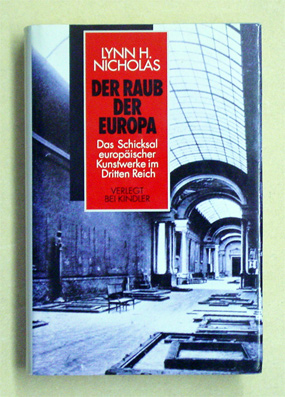 LYNN H.
NICHOLAS
DER RAUB
DER
EUROPA
Das Schicksal
europäischer
Kunstwerke im
Dritten Reich
VERLEGT
BEI KINDLER